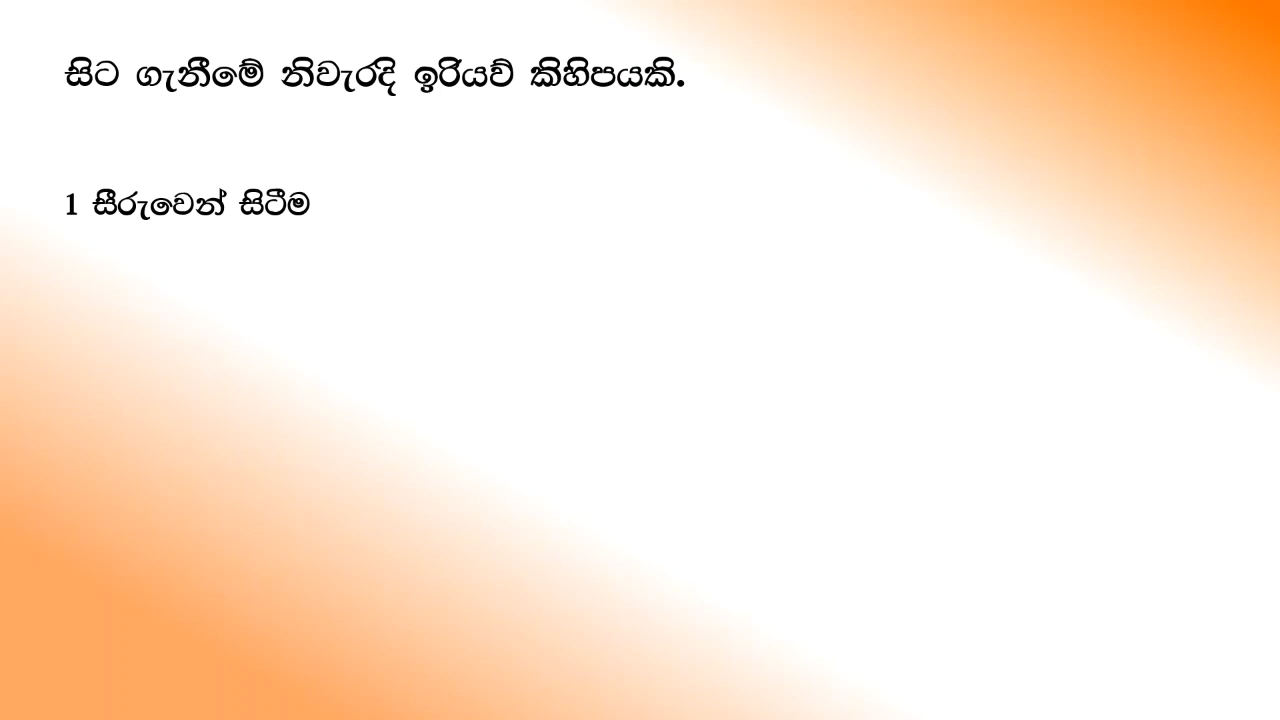 සිට ගැනීමේ නිවැරදි ඉරියව් කිහිපයකි.
1 සීරුවෙන් සිටීම